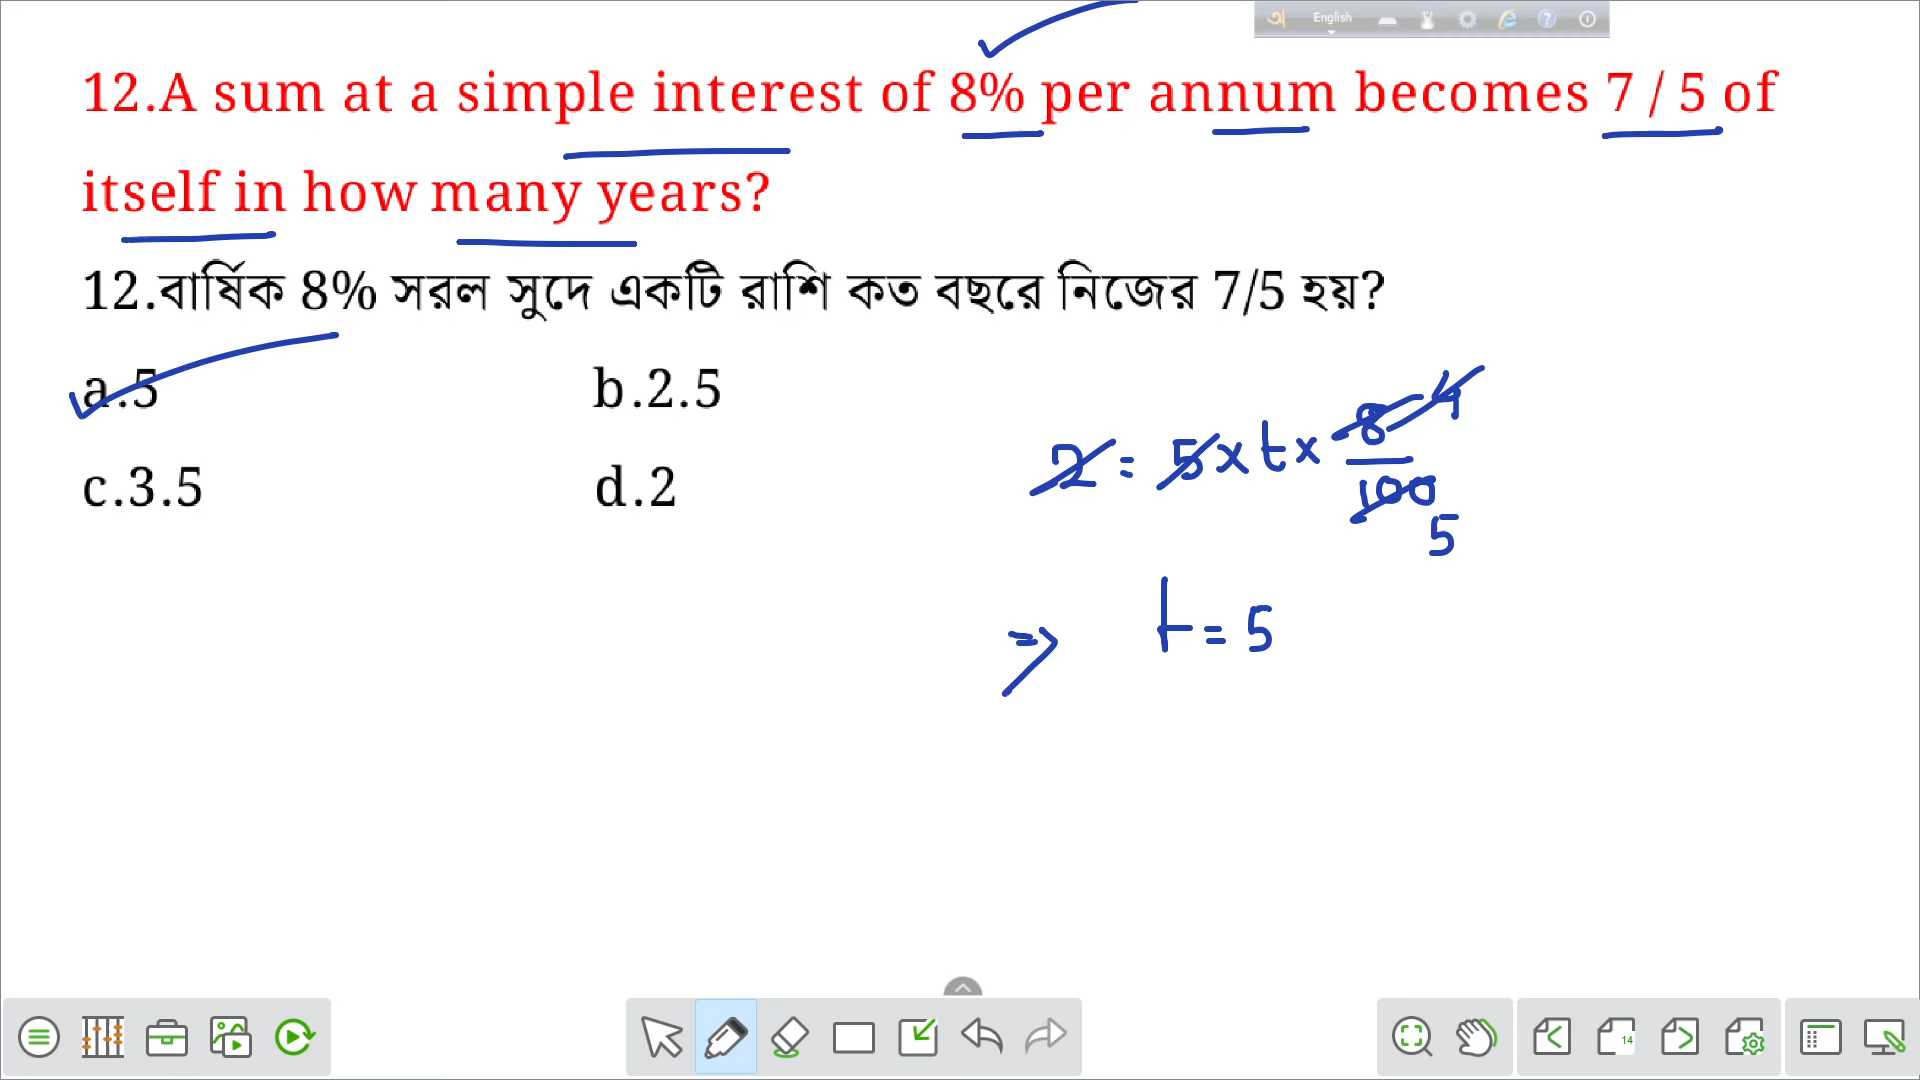 English
12.A sum at a simple interest of 8% per annum becomes 7 / 5 of
itself in how many years?
12.বার্ষিক 8% সরল সুদে একটি রাশি কত বছরে নিজের 7/5 হয়?
a.5
b.2.5
c.3.5
d.2
2 = 5 x t x 8/100
4
5
⇒ t = 5
14